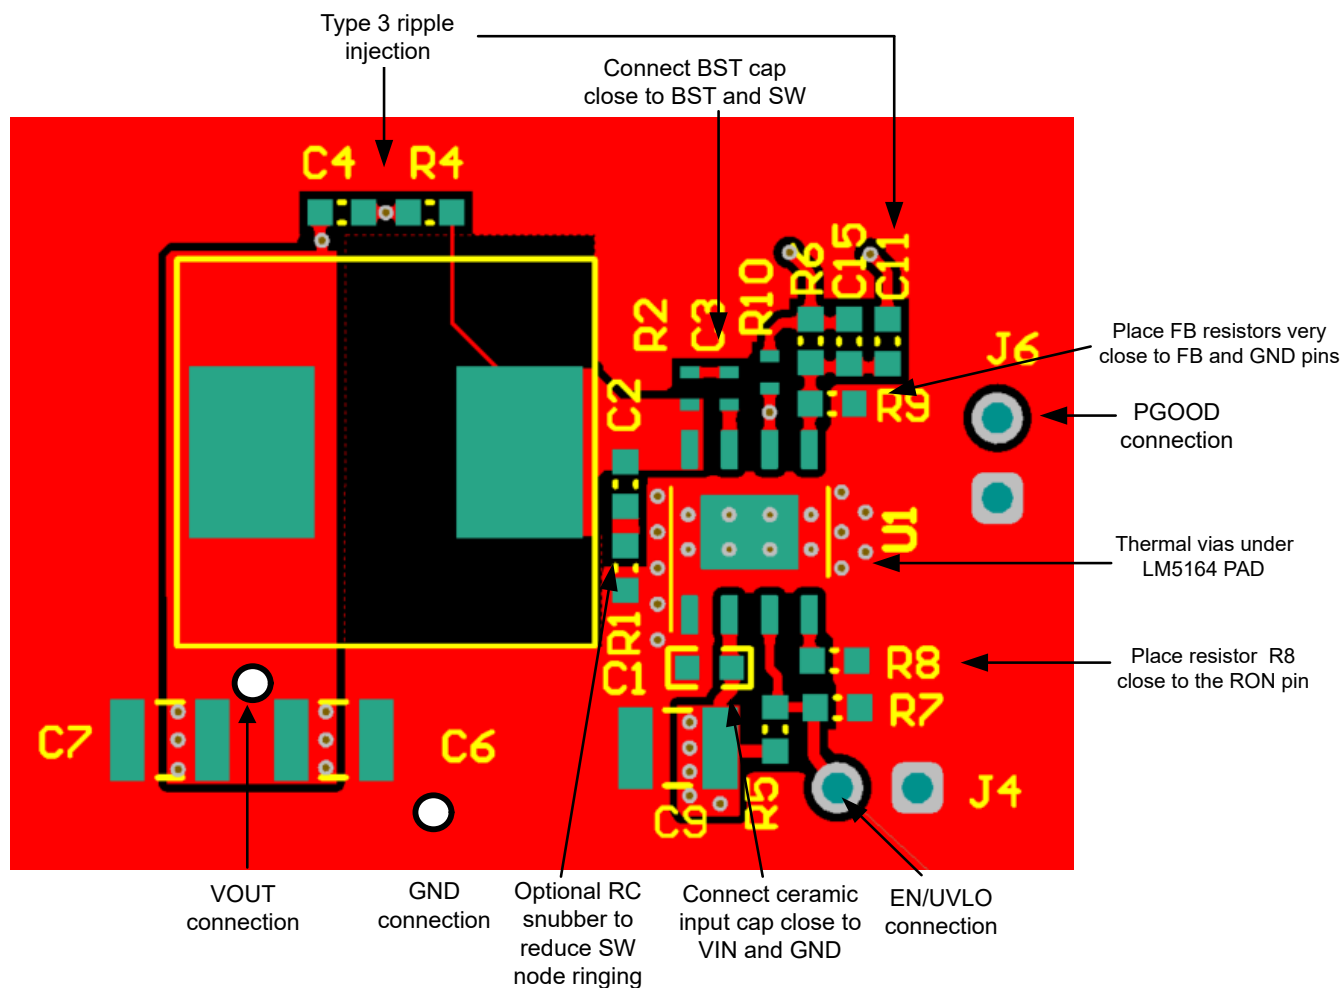 Type 3 ripple
injection
Connect BST cap
close to BST and SW
C4 R4
R2
C3
R10
R6
C15
C11
C2
J6
Place FB resistors very
close to FB and GND pins
R9
PGOOD
connection
U1
Thermal vias under
LM5164 PAD
R1
C1
R8
Place resistor R8
close to the RON pin
R7
C7
C6
C9
R5
J4
VOUT
connection
GND
connection
Optional RC
snubber to
reduce SW
node ringing
Connect ceramic
input cap close to
VIN and GND
EN/UVLO
connection